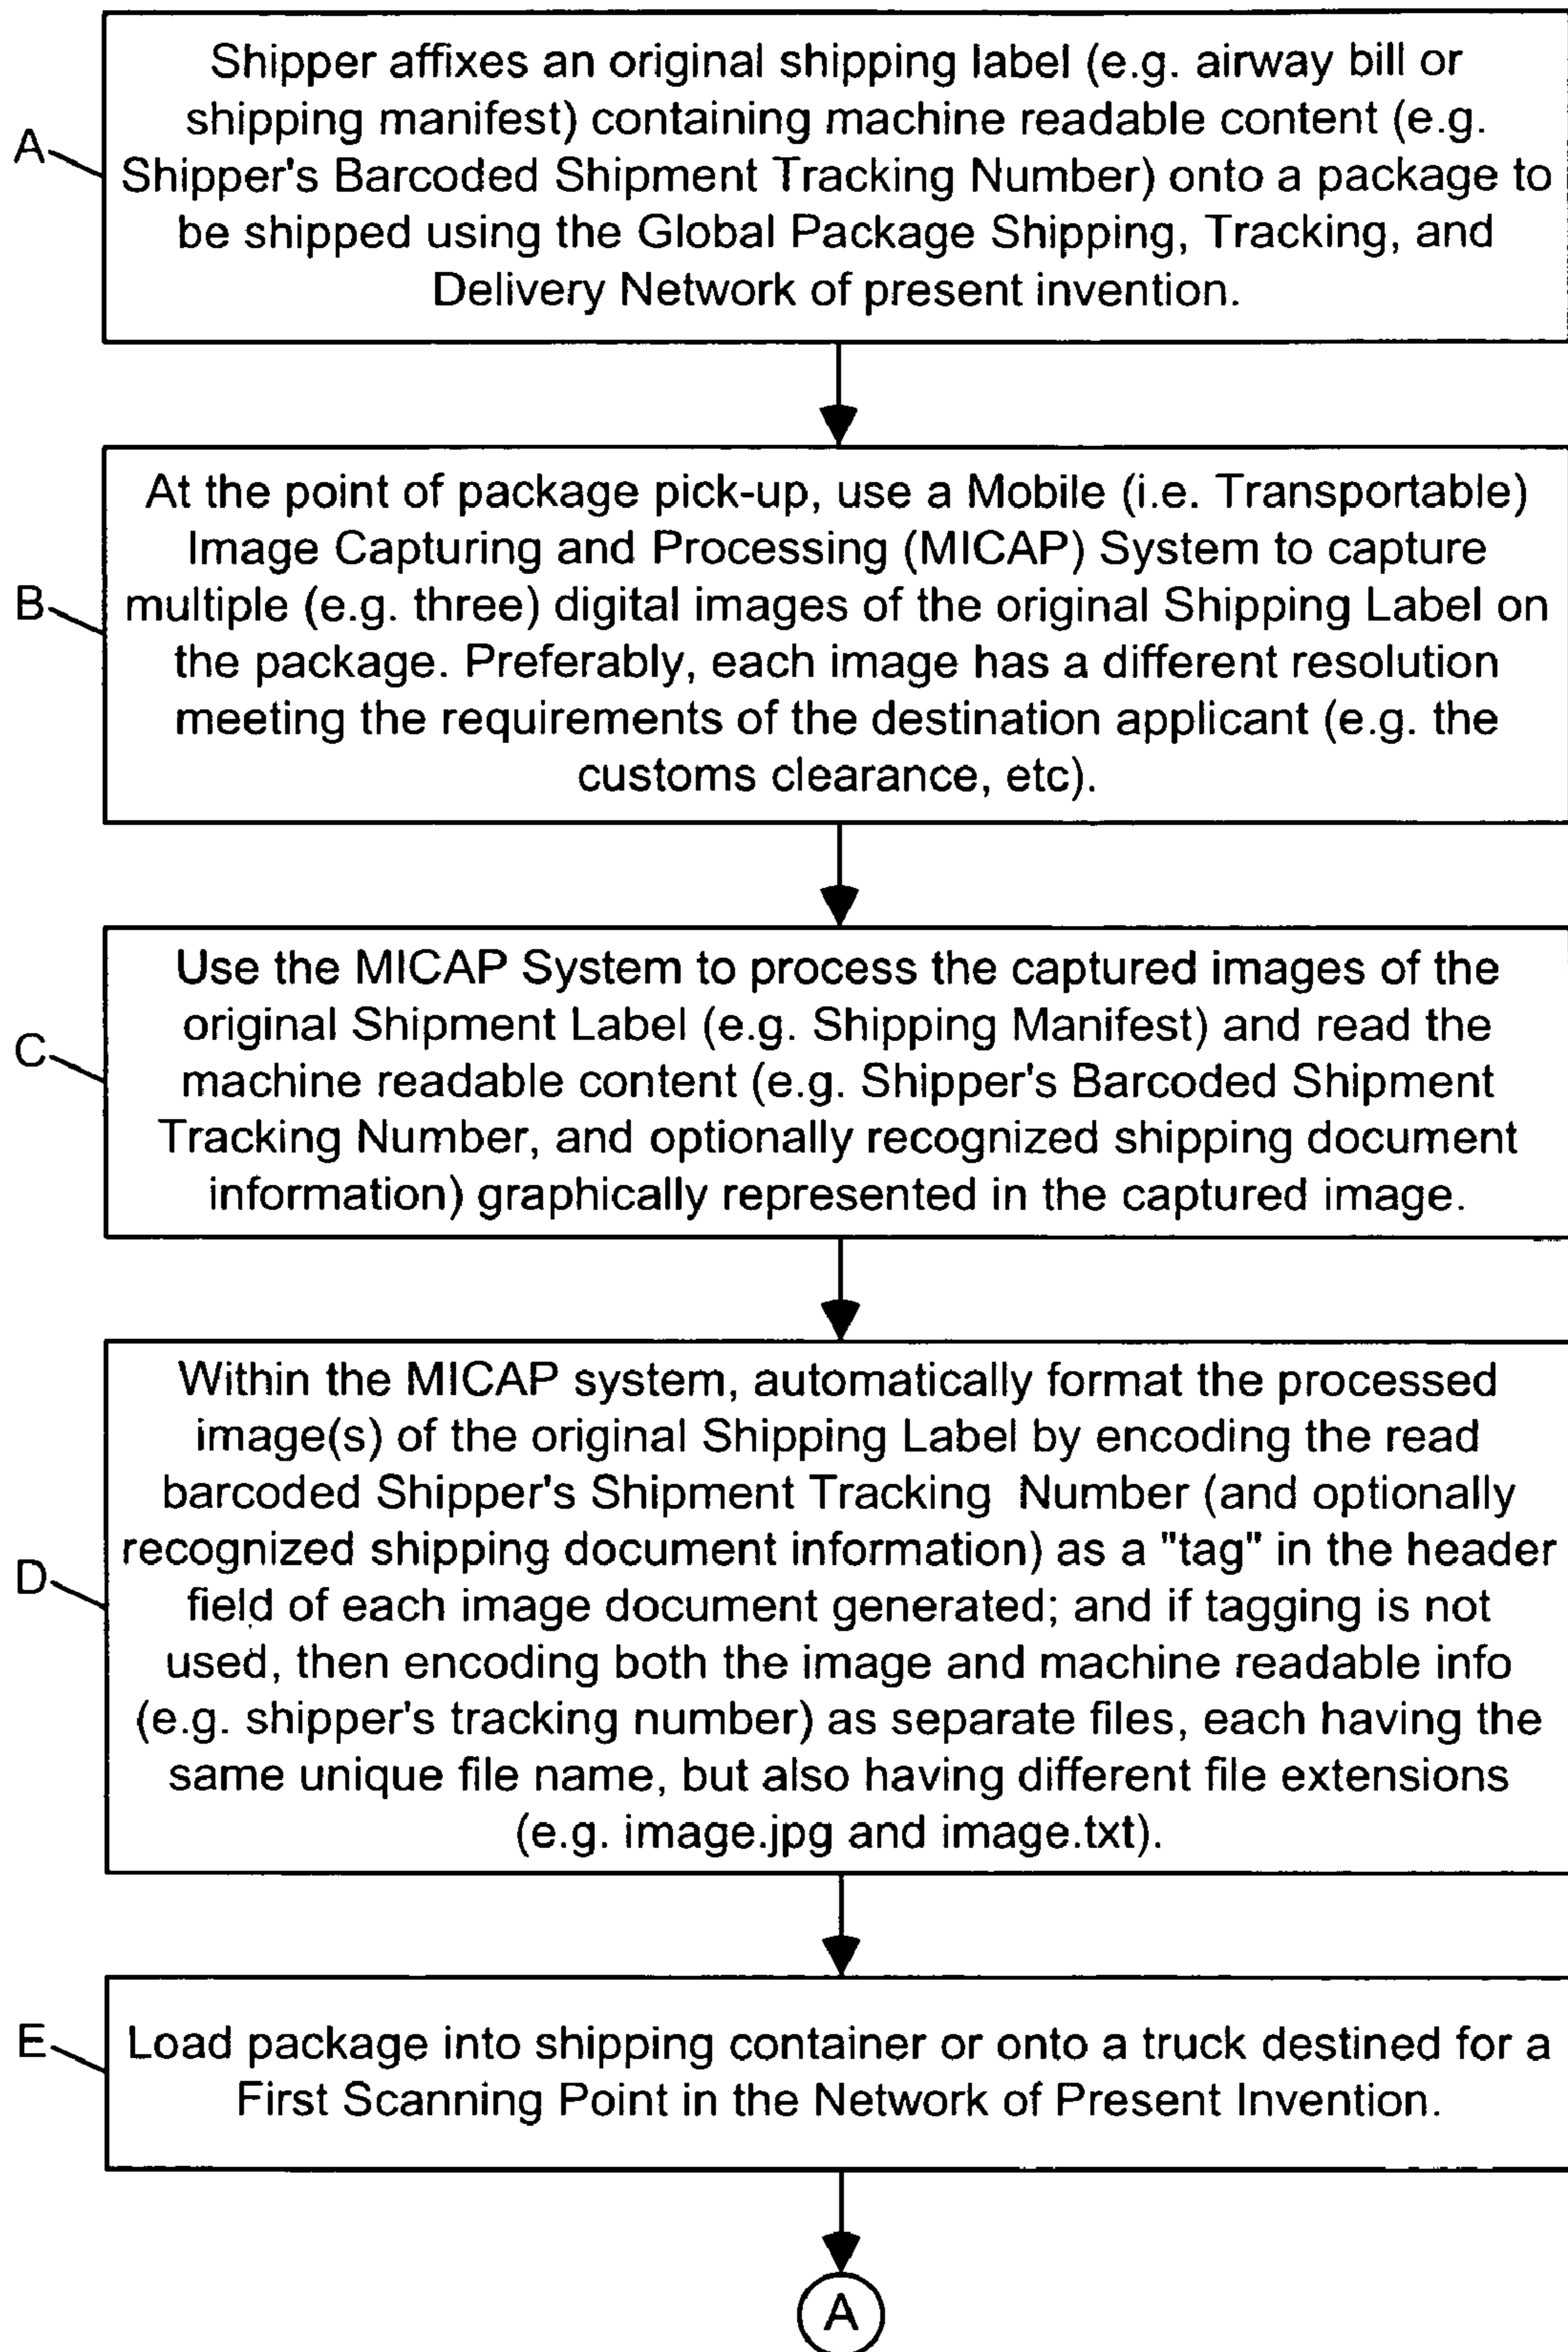 Shipper affixes an original shipping label (e.g. airway bill or
shipping manifest) containing machine readable content (e.g.
A
Shipper's Barcoded Shipment Tracking Number) onto a package to
be shipped using the Global Package Shipping, Tracking, and
Delivery Network of present invention.
At the point of package pick-up, use a Mobile (i.e. Transportable)
Image Capturing and Processing (MICAP) System to capture
B
multiple (e.g. three) digital images of the original Shipping Label on
the package. Preferably, each image has a different resolution
meeting the requirements of the destination applicant (e.g. the
customs clearance, etc).
Use the MICAP System to process the captured images of the
original Shipment Label (e.g. Shipping Manifest) and read the
C
machine readable content (e.g. Shipper's Barcoded Shipment
Tracking Number, and optionally recognized shipping document
information) graphically represented in the captured image.
Within the MICAP system, automatically format the processed
image(s) of the original Shipping Label by encoding the read
barcoded Shipper's Shipment Tracking Number (and optionally
recognized shipping document information) as a "tag" in the header
D
field of each image document generated; and if tagging is not
used, then encoding both the image and machine readable info
(e.g. shipper's tracking number) as separate files, each having the
same unique file name, but also having different file extensions
(e.g. image.jpg and image.txt).
E
Load package into shipping container or onto a truck destined for a
First Scanning Point in the Network of Present Invention.
A